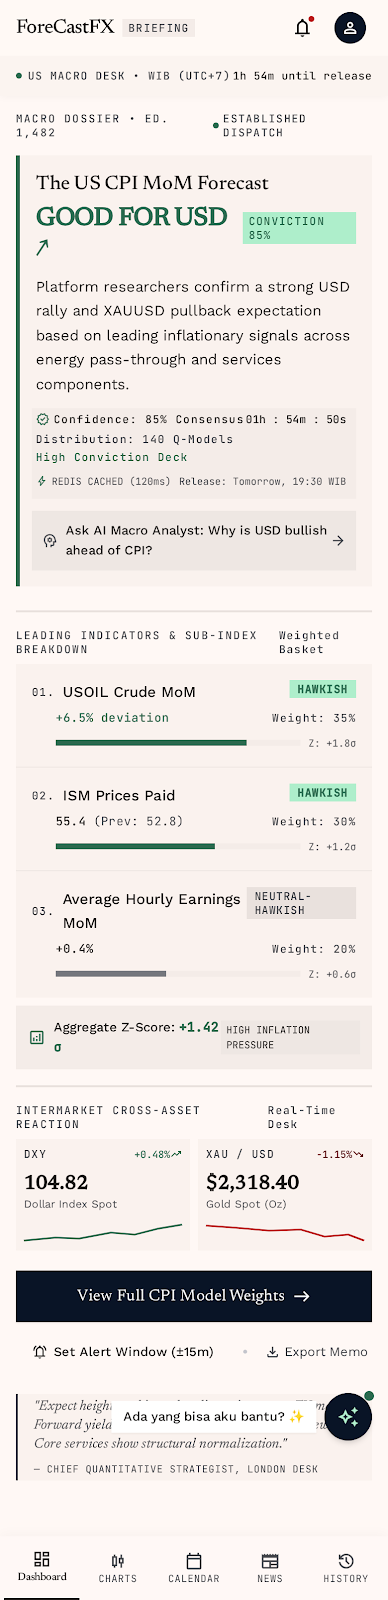 ForeCastFX BRIEFING
US MACRO DESK • WIB (UTC+7) 1h 54m until release
MACRO DOSSIER • ED. 1,482
ESTABLISHED DISPATCH
The US CPI MoM Forecast
GOOD FOR USD ↗
CONVICTION 85%
Platform researchers confirm a strong USD
rally and XAUUSD pullback expectation
based on leading inflationary signals across
energy pass-through and services
components.
Confidence: 85% Consensus 01h : 54m : 50s
Distribution: 140 Q-Models
High Conviction Deck
REDIS CACHED (120ms) Release: Tomorrow, 19:30 WIB
Ask AI Macro Analyst: Why is USD bullish
ahead of CPI?
LEADING INDICATORS & SUB-INDEX BREAKDOWN
Weighted Basket
01. USOIL Crude MoM HAWKISH
+6.5% deviation Weight: 35%
Z: +1.8σ
02. ISM Prices Paid HAWKISH
55.4 (Prev: 52.8) Weight: 30%
Z: +1.2σ
03. Average Hourly Earnings MoM
NEUTRAL-HAWKISH
+0.4% Weight: 20%
Z: +0.6σ
Aggregate Z-Score: +1.42 σ
HIGH INFLATION PRESSURE
INTERMARKET CROSS-ASSET REACTION
Real-Time Desk
DXY +0.48%
104.82
Dollar Index Spot
XAU / USD -1.15%
$2,318.40
Gold Spot (Oz)
View Full CPI Model Weights →
Set Alert Window (±15m) • Export Memo
"Expect
Ada yang bisa aku bantu? ✨
Forward
Core services show structural normalization."
— CHIEF QUANTITATIVE STRATEGIST, LONDON DESK
Dashboard
CHARTS
CALENDAR
NEWS
HISTORY